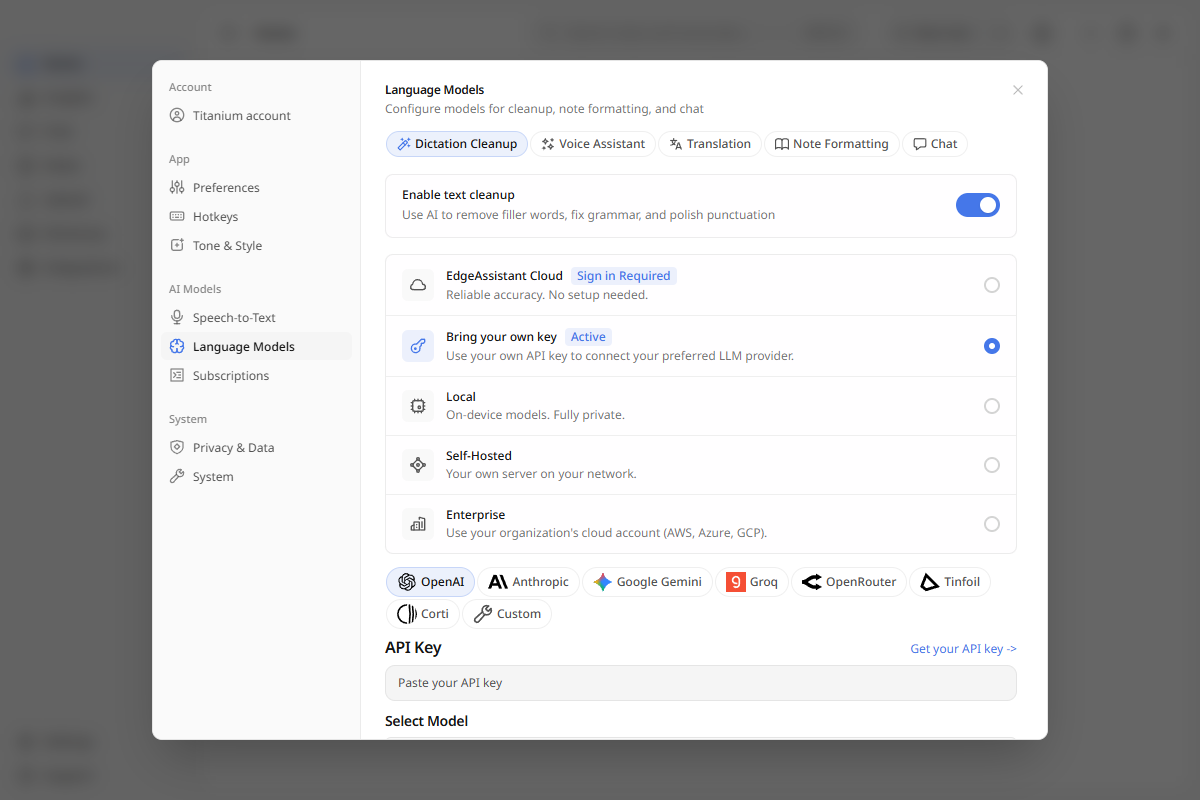 Account
Titanium account
App
Preferences
Hotkeys
Tone & Style
AI Models
Speech-to-Text
Language Models
Subscriptions
System
Privacy & Data
System
Language Models
Configure models for cleanup, note formatting, and chat
Dictation Cleanup Voice Assistant Translation Note Formatting Chat
Enable text cleanup
Use AI to remove filler words, fix grammar, and polish punctuation
EdgeAssistant Cloud Sign in Required
Reliable accuracy. No setup needed.
Bring your own key Active
Use your own API key to connect your preferred LLM provider.
Local
On-device models. Fully private.
Self-Hosted
Your own server on your network.
Enterprise
Use your organization's cloud account (AWS, Azure, GCP).
OpenAI Anthropic Google Gemini Groq OpenRouter Tinfoil
Corti Custom
API Key Get your API key ->
Paste your API key
Select Model